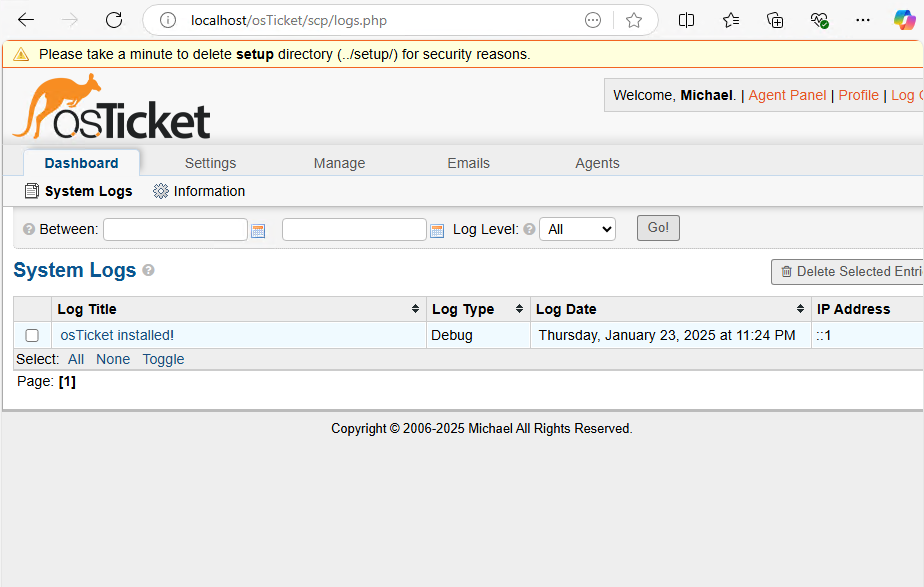 localhost/osTicket/scp/logs.php
Please take a minute to delete setup directory (../setup/) for security reasons.
osTicket
Welcome, Michael. | Agent Panel | Profile | Log
Dashboard Settings Manage Emails Agents
System Logs Information
Between: Log Level: All Go!
System Logs
Delete Selected Entri
Log Title Log Type Log Date IP Address
osTicket installed! Debug Thursday, January 23, 2025 at 11:24 PM ::1
Select: All None Toggle
Page: [1]
Copyright © 2006-2025 Michael All Rights Reserved.